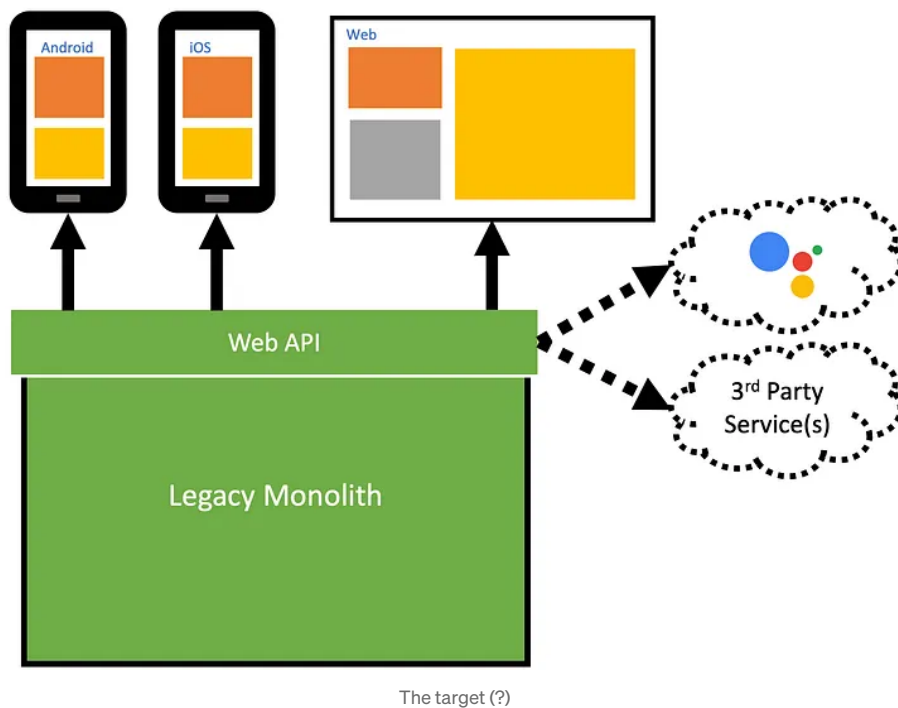 Android
iOS
Web
Web API
3rd Party
Service(s)
Legacy Monolith
The target (?)